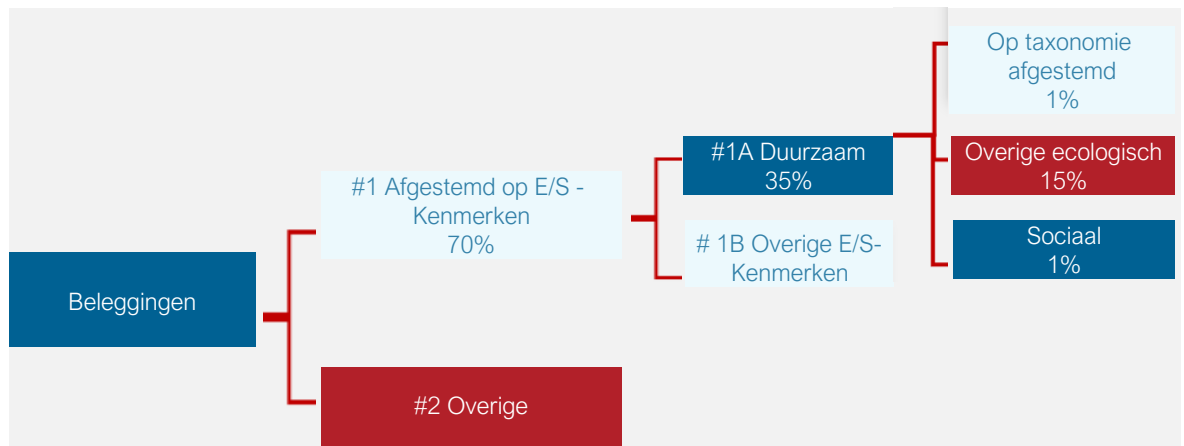 Beleggingen
#1 Afgestemd op E/S -
Kenmerken
70%
#2 Overige
#1A Duurzaam
35%
# 1B Overige E/S-
Kenmerken
Op taxonomie
afgestemd
1%
Overige ecologisch
15%
Sociaal
1%